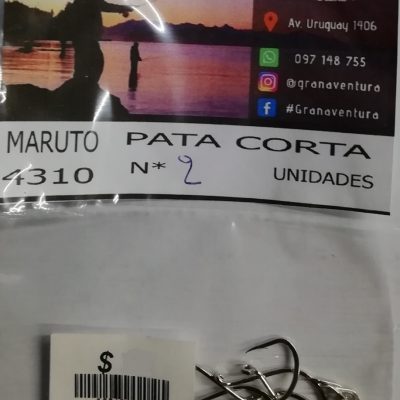 Av. Uruguay 1406
097 148 755
@granaventura
#Granaventura
MARUTO PATA CORTA
4310 N* 2 UNIDADES
$